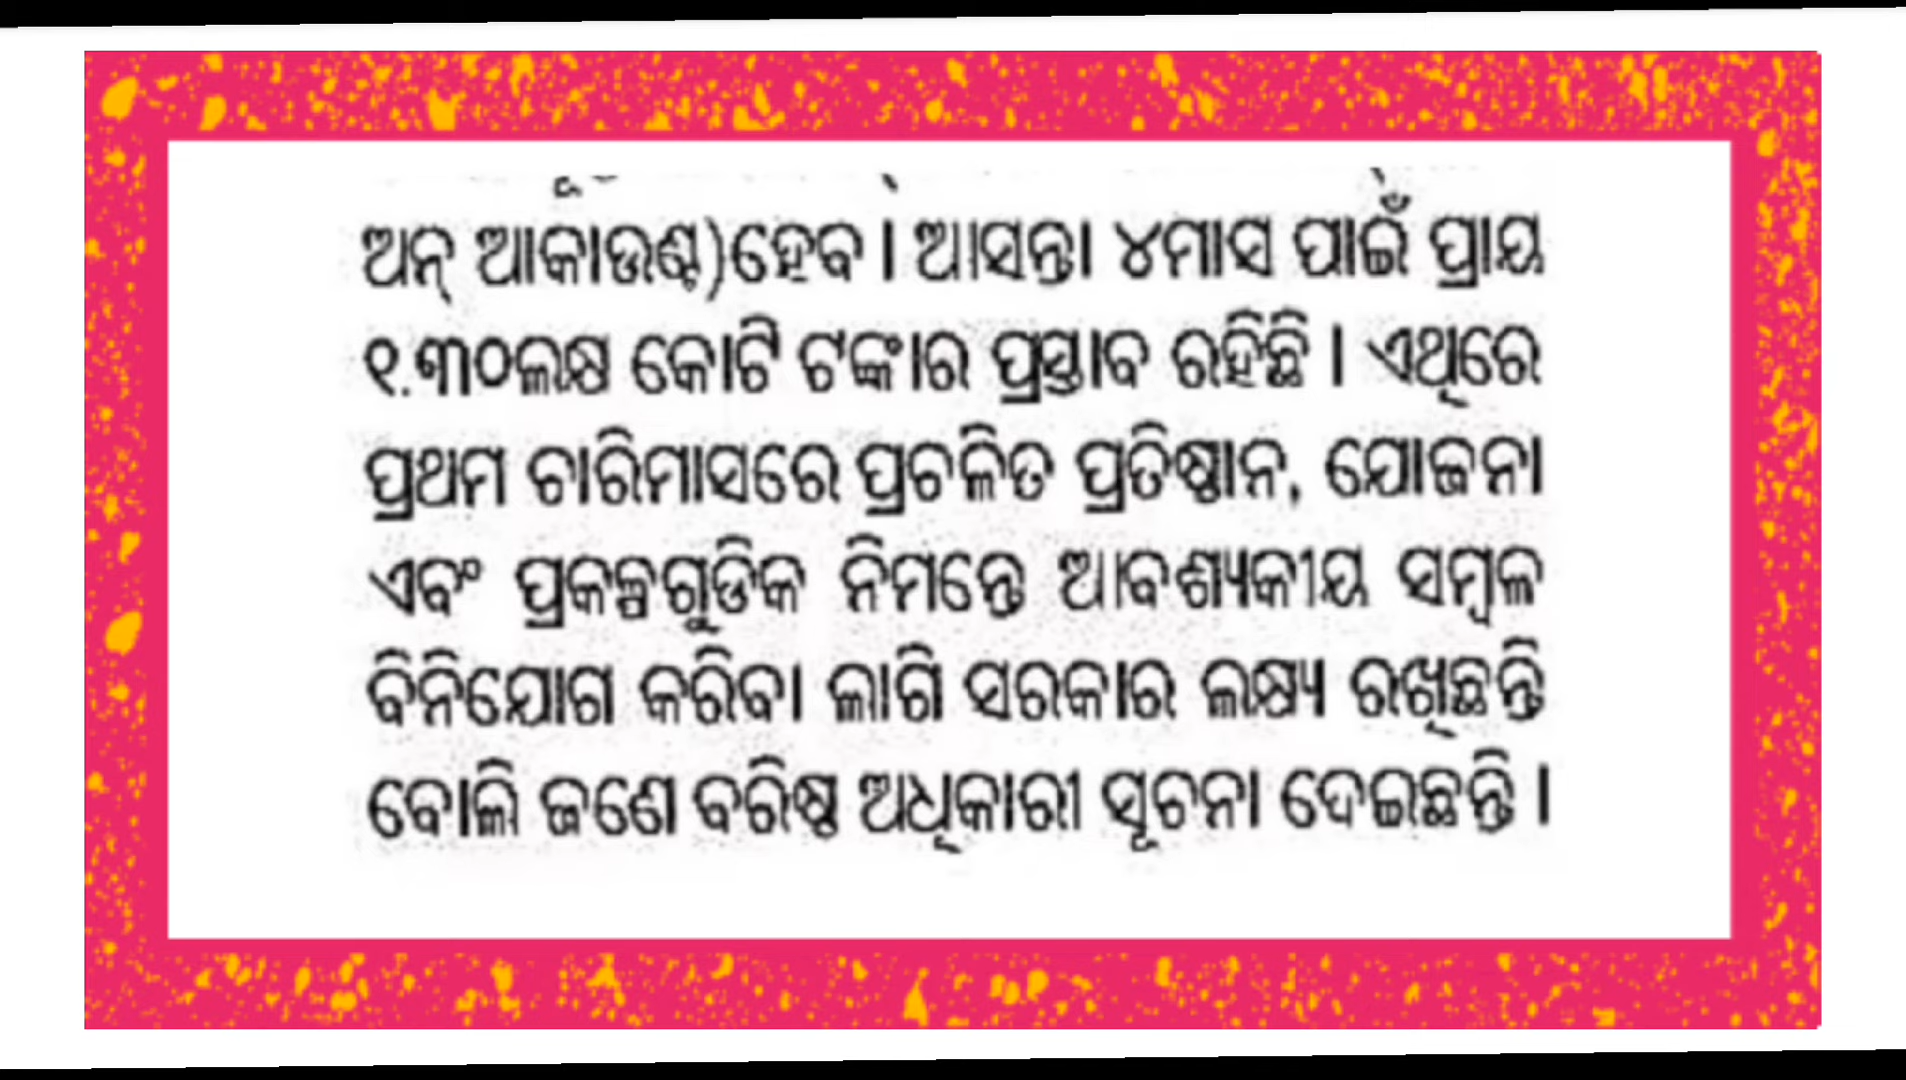 ଅନ୍ ଆକାଉଣ୍ଟ)ହେବ । ଆସନ୍ତା ୪ମାସ ପାଇଁ ପ୍ରାୟ
୧.୩୦ଲକ୍ଷ କୋଟି ଟଙ୍କାର ପ୍ରସ୍ତାବ ରହିଛି । ଏଥିରେ
ପ୍ରଥମ ଚାରିମାସରେ ପ୍ରଚଳିତ ପ୍ରତିଷ୍ଠାନ, ଯୋଜନା
ଏବଂ ପ୍ରକଳ୍ପଗୁଡିକ ନିମନ୍ତେ ଆବଶ୍ୟକୀୟ ସମ୍ବଳ
ବିନିଯୋଗ କରିବା ଲାଗି ସରକାର ଲକ୍ଷ୍ୟ ରଖିଛନ୍ତି
ବୋଲି ଜଣେ ବରିଷ୍ଠ ଅଧିକାରୀ ସୂଚନା ଦେଇଛନ୍ତି ।